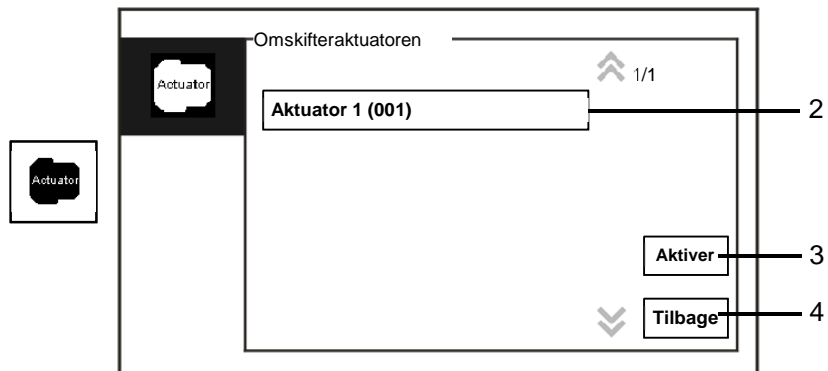 Omskifteraktuatoren
Actuator
1/1
Aktuator 1 (001)
2
Actuator
Aktiver
3
Tilbage
4